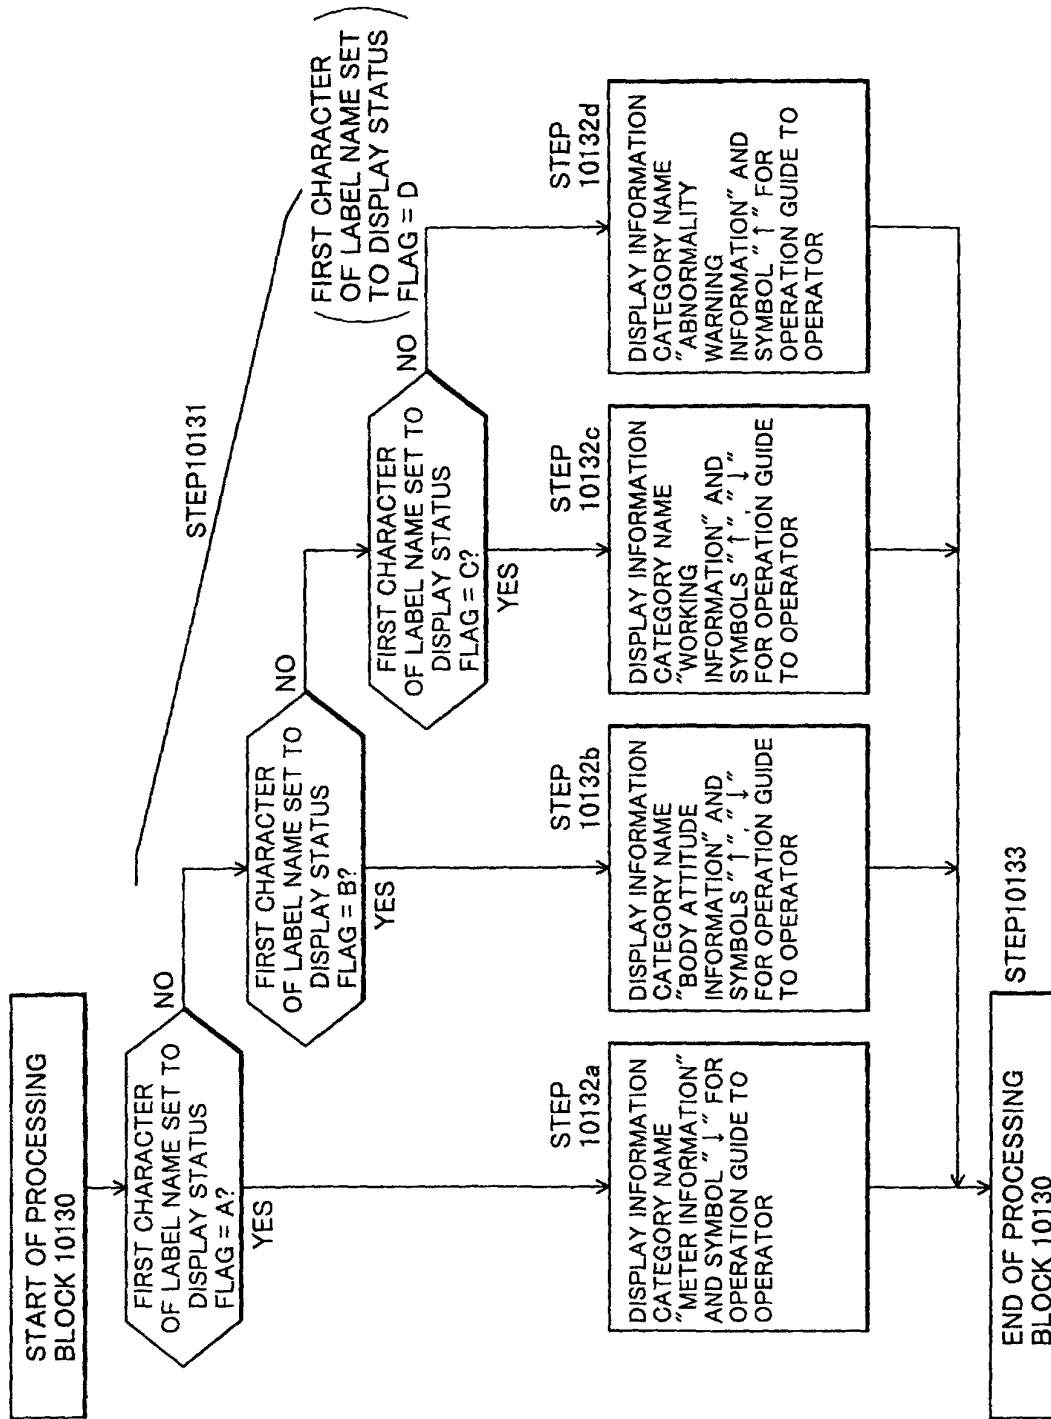 START OF PROCESSING
BLOCK 10130
FIRST CHARACTER
OF LABEL NAME SET TO
DISPLAY STATUS
FLAG = A?
NO
YES
STEP10131
FIRST CHARACTER
OF LABEL NAME SET TO
DISPLAY STATUS
FLAG = B?
NO
YES
FIRST CHARACTER
OF LABEL NAME SET TO
DISPLAY STATUS
FLAG = C?
NO
YES
FIRST CHARACTER
OF LABEL NAME SET
TO DISPLAY STATUS
FLAG = D
STEP
10132a
DISPLAY INFORMATION
CATEGORY NAME
"METER INFORMATION"
AND SYMBOL "↓" FOR
OPERATION GUIDE TO
OPERATOR
STEP
10132b
DISPLAY INFORMATION
CATEGORY NAME
"BODY ATTITUDE
INFORMATION" AND
SYMBOLS "↑", "↓"
FOR OPERATION GUIDE
TO OPERATOR
STEP
10132c
DISPLAY INFORMATION
CATEGORY NAME
"WORKING
INFORMATION" AND
SYMBOLS "↑", "↓"
FOR OPERATION GUIDE
TO OPERATOR
STEP
10132d
DISPLAY INFORMATION
CATEGORY NAME
"ABNORMALITY
WARNING
INFORMATION" AND
SYMBOL "↑" FOR
OPERATION GUIDE TO
OPERATOR
END OF PROCESSING
BLOCK 10130
STEP10133